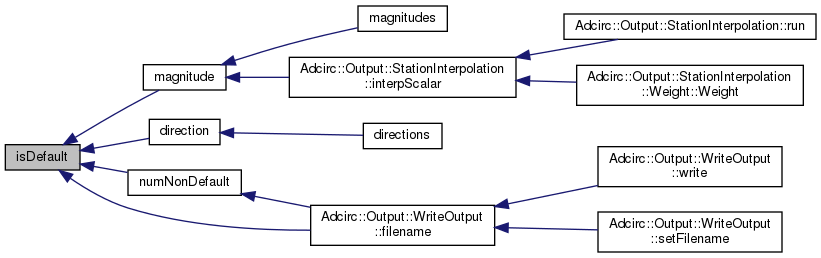 isDefault
magnitude
magnitudes
Adcirc::Output::StationInterpolation
::interpScalar
Adcirc::Output::StationInterpolation::run
Adcirc::Output::StationInterpolation
::Weight::Weight
direction
directions
numNonDefault
Adcirc::Output::WriteOutput
::filename
Adcirc::Output::WriteOutput
::write
Adcirc::Output::WriteOutput
::setFilename